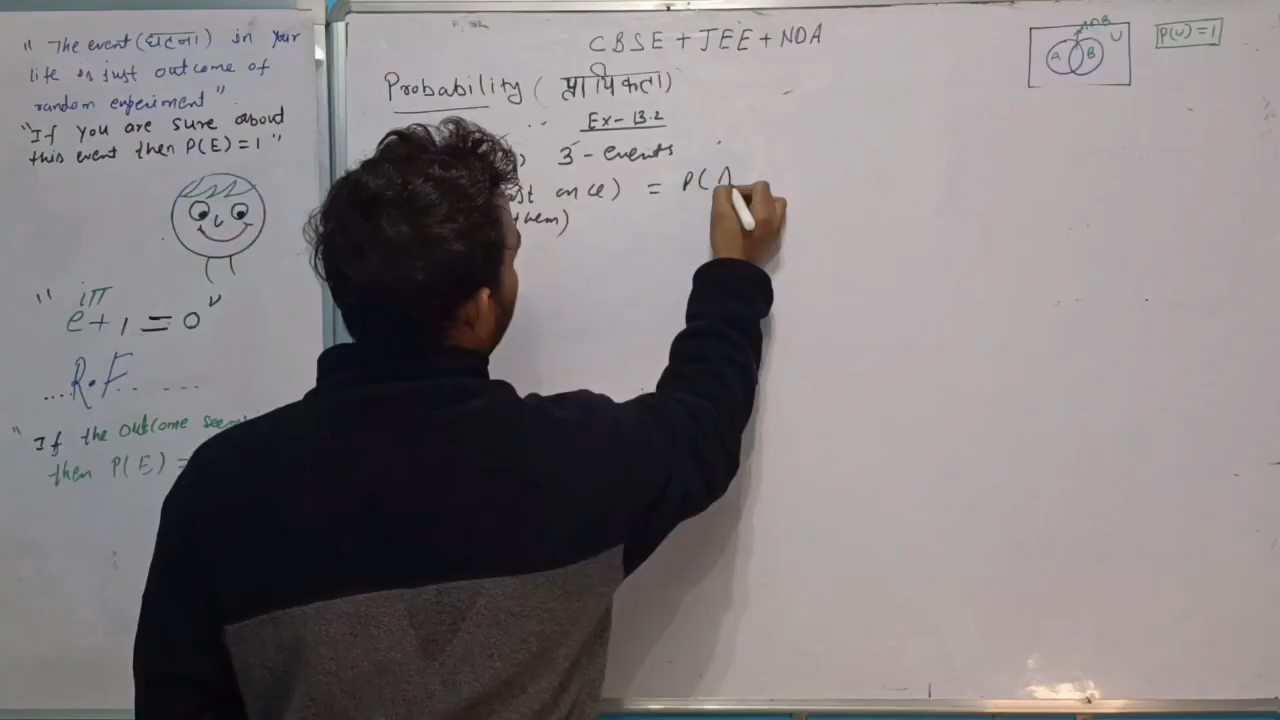 " The event (घटना) in your
life is just outcome of
random experiment "
"If you are sure about
this event then P(E) = 1 "
" e^iπ + 1 = 0 "
....R.F. .....
" If the outcome
then P(E) =
CBSE + JEE + NDA
Probability ( प्रायिकता)
Ex - 13.2
3 - events
once) = P(A
them)
A∩B
A
B
U
P(U) = 1